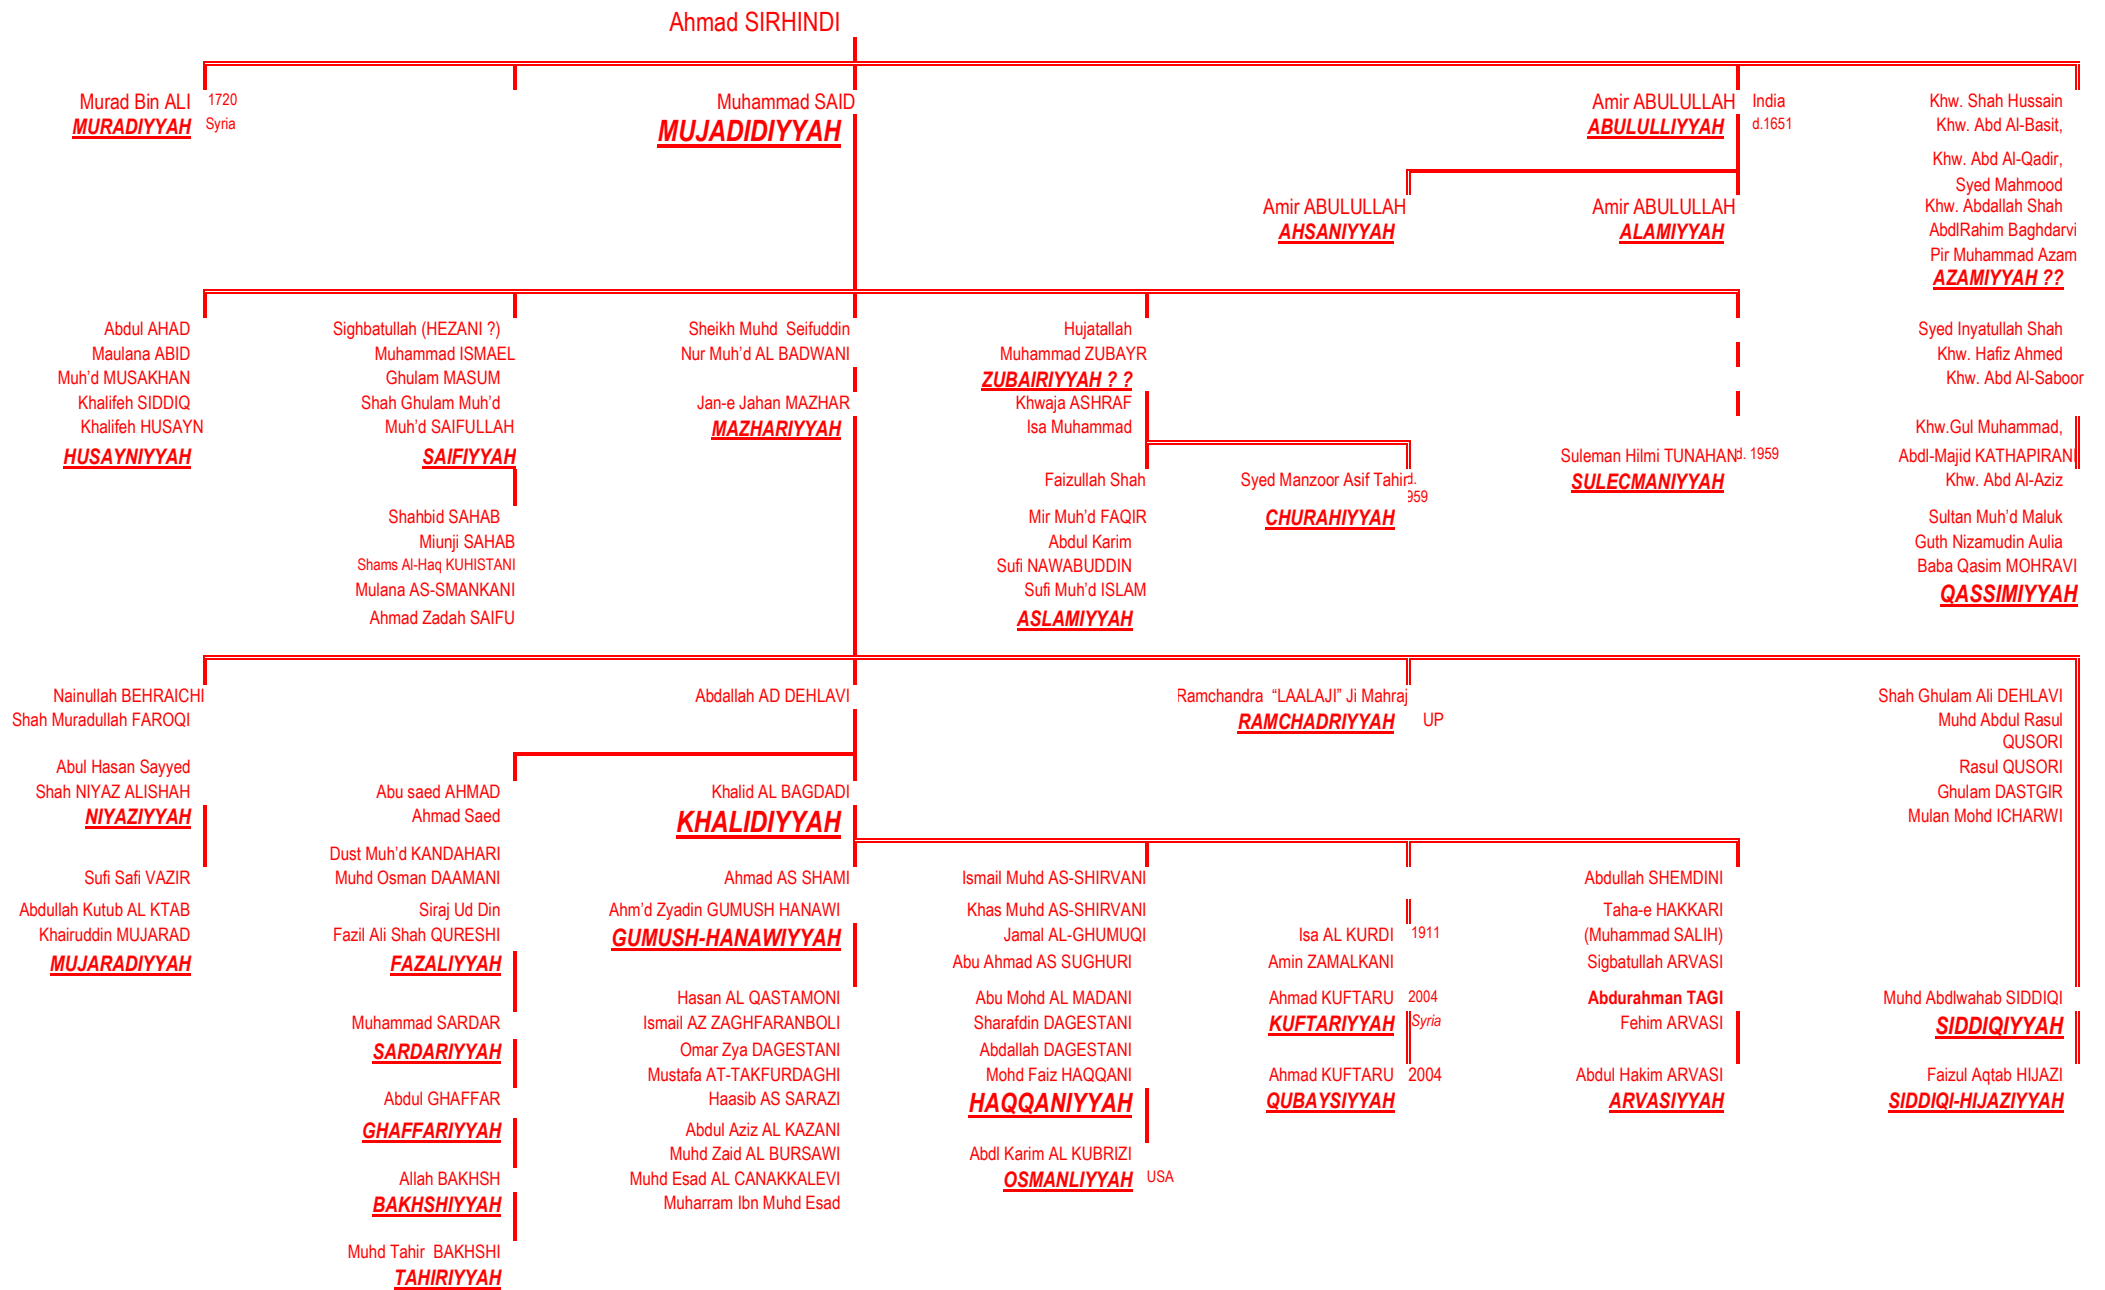 Ahmad SIRHINDI
Murad Bin ALI 1720
MURADIYYAH Syria
Muhammad SAID
MUJADIDIYYAH
Amir ABULULLAH India
ABULULLIYYAH d.1651
Khw. Shah Hussain
Khw. Abd Al-Basit,
Khw. Abd Al-Qadir,
Syed Mahmood
Khw. Abdallah Shah
AbdlRahim Baghdarvi
Pir Muhammad Azam
AZAMIYYAH ??
Amir ABULULLAH
AHSANIYYAH
Amir ABULULLAH
ALAMIYYAH
Abdul AHAD
Maulana ABID
Muh'd MUSAKHAN
Khalifeh SIDDIQ
Khalifeh HUSAYN
HUSAYNIYYAH
Sighbatullah (HEZANI ?)
Muhammad ISMAEL
Ghulam MASUM
Shah Ghulam Muh'd
Muh'd SAIFULLAH
SAIFIYYAH
Shahbid SAHAB
Miunji SAHAB
Shams Al-Haq KUHISTANI
Mulana AS-SMANKANI
Ahmad Zadah SAIFU
Sheikh Muhd Seifuddin
Nur Muh'd AL BADWANI
Jan-e Jahan MAZHAR
MAZHARIYYAH
Hujatallah
Muhammad ZUBAYR
ZUBAIRIYYAH ? ?
Khwaja ASHRAF
Isa Muhammad
Faizullah Shah
Mir Muh'd FAQIR
Abdul Karim
Sufi NAWABUDDIN
Sufi Muh'd ISLAM
ASLAMIYYAH
Syed Manzoor Asif Tahir d.
959
CHURAHIYYAH
Suleman Hilmi TUNAHAN d. 1959
SULECMANIYYAH
Syed Inyatullah Shah
Khw. Hafiz Ahmed
Khw. Abd Al-Saboor
Khw.Gul Muhammad,
Abdl-Majid KATHAPIRANI
Khw. Abd Al-Aziz
Sultan Muh'd Maluk
Guth Nizamudin Aulia
Baba Qasim MOHRAVI
QASSIMIYYAH
Nainullah BEHRAICHI
Shah Muradullah FAROQI
Abul Hasan Sayyed
Shah NIYAZ ALISHAH
NIYAZIYYAH
Sufi Safi VAZIR
Abdullah Kutub AL KTAB
Khairuddin MUJARAD
MUJARADIYYAH
Abdallah AD DEHLAVI
Abu saed AHMAD
Ahmad Saed
Dust Muh'd KANDAHARI
Muhd Osman DAAMANI
Siraj Ud Din
Fazil Ali Shah QURESHI
FAZALIYYAH
Muhammad SARDAR
SARDARIYYAH
Abdul GHAFFAR
GHAFFARIYYAH
Allah BAKHSH
BAKHSHIYYAH
Muhd Tahir BAKHSHI
TAHIRIYYAH
Khalid AL BAGDADI
KHALIDIYYAH
Ahmad AS SHAMI
Ahm'd Zyadin GUMUSH HANAWI
GUMUSH-HANAWIYYAH
Hasan AL QASTAMONI
Ismail AZ ZAGHFARANBOLI
Omar Zya DAGESTANI
Mustafa AT-TAKFURDAGHI
Haasib AS SARAZI
Abdul Aziz AL KAZANI
Muhd Zaid AL BURSAWI
Muhd Esad AL CANAKKALEVI
Muharram Ibn Muhd Esad
Ismail Muhd AS-SHIRVANI
Khas Muhd AS-SHIRVANI
Jamal AL-GHUMUQI
Abu Ahmad AS SUGHURI
Abu Mohd AL MADANI
Sharafdin DAGESTANI
Abdallah DAGESTANI
Mohd Faiz HAQQANI
HAQQANIYYAH
Abdl Karim AL KUBRIZI
OSMANLIYYAH USA
Ramchandra “LAALAJI” Ji Mahraj
RAMCHADRIYYAH UP
Isa AL KURDI 1911
Amin ZAMALKANI
Ahmad KUFTARU 2004
KUFTARIYYAH Syria
Ahmad KUFTARU 2004
QUBAYSIYYAH
Abdullah SHEMDINI
Taha-e HAKKARI
(Muhammad SALIH)
Sigbatullah ARVASI
Abdurahman TAGI
Fehim ARVASI
Abdul Hakim ARVASI
ARVASIYYAH
Shah Ghulam Ali DEHLAVI
Muhd Abdul Rasul
QUSORI
Rasul QUSORI
Ghulam DASTGIR
Mulan Mohd ICHARWI
Muhd Abdlwahab SIDDIQI
SIDDIQIYYAH
Faizul Aqtab HIJAZI
SIDDIQI-HIJAZIYYAH